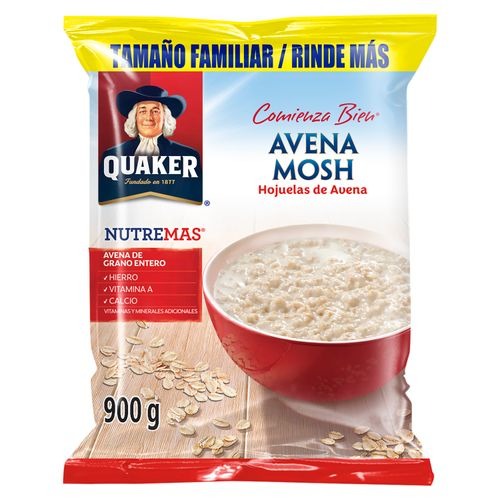 TAMAÑO FAMILIAR / RINDE MÁS
QUAKER
Fundado en 1877
®
Comienza Bien®
AVENA
MOSH
Hojuelas de Avena
NUTREMAS®
AVENA DE
GRANO ENTERO
✓HIERRO
✓VITAMINA A
✓CALCIO
VITAMINAS Y MINERALES ADICIONALES
900 g